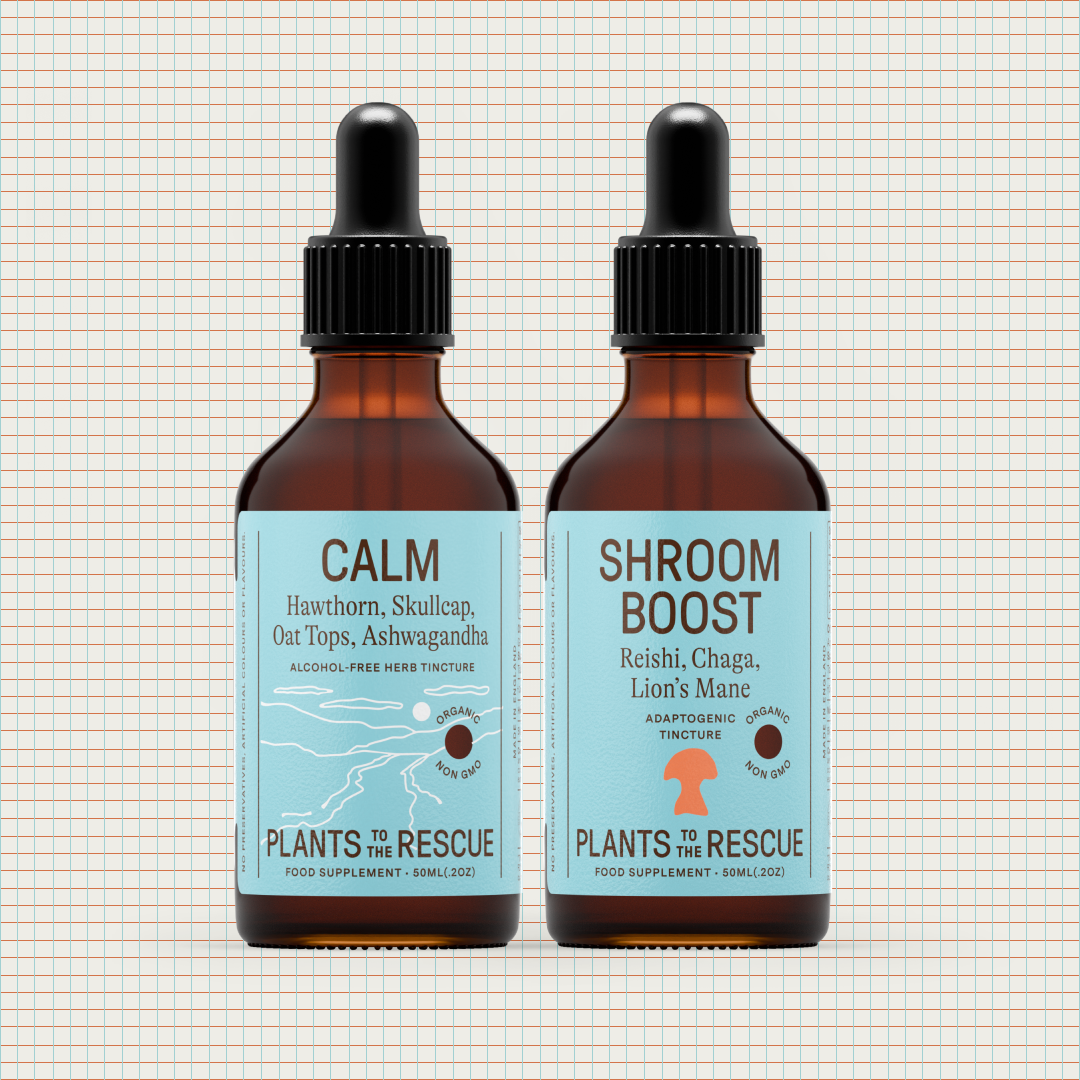 CALM
Hawthorn, Skullcap,
Oat Tops, Ashwagandha
ALCOHOL-FREE HERB TINCTURE
ORGANIC
NON GMO
PLANTS TO THE RESCUE
FOOD SUPPLEMENT • 50ML(.2OZ)
NO PRESERVATIVES, ARTIFICIAL COLOURS OR FLAVOURS.
MADE IN ENGLAND
SHROOM
BOOST
Reishi, Chaga,
Lion's Mane
ADAPTOGENIC
TINCTURE
ORGANIC
NON GMO
PLANTS TO THE RESCUE
FOOD SUPPLEMENT • 50ML(.2OZ)
NO PRESERVATIVES, ARTIFICIAL COLOURS OR FLAVOURS.
MADE IN ENGLAND